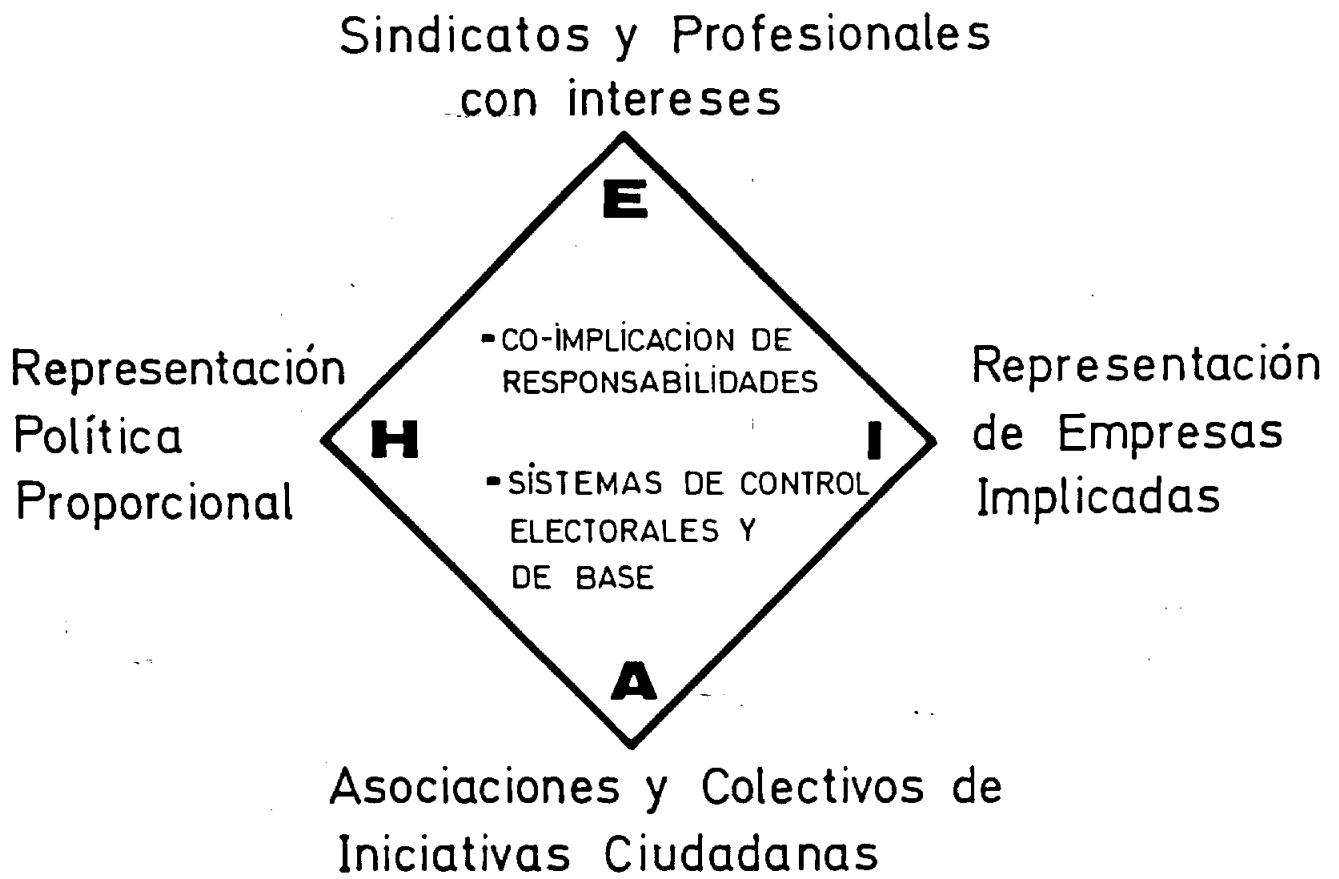 Sindicatos y Profesionales
con intereses
E
- CO-IMPLICACION DE
RESPONSABILIDADES
Representación
Política
Proporcional
H
I
Representación
de Empresas
Implicadas
- SISTEMAS DE CONTROL
ELECTORALES Y
DE BASE
A
Asociaciones y Colectivos de
Iniciativas Ciudadanas